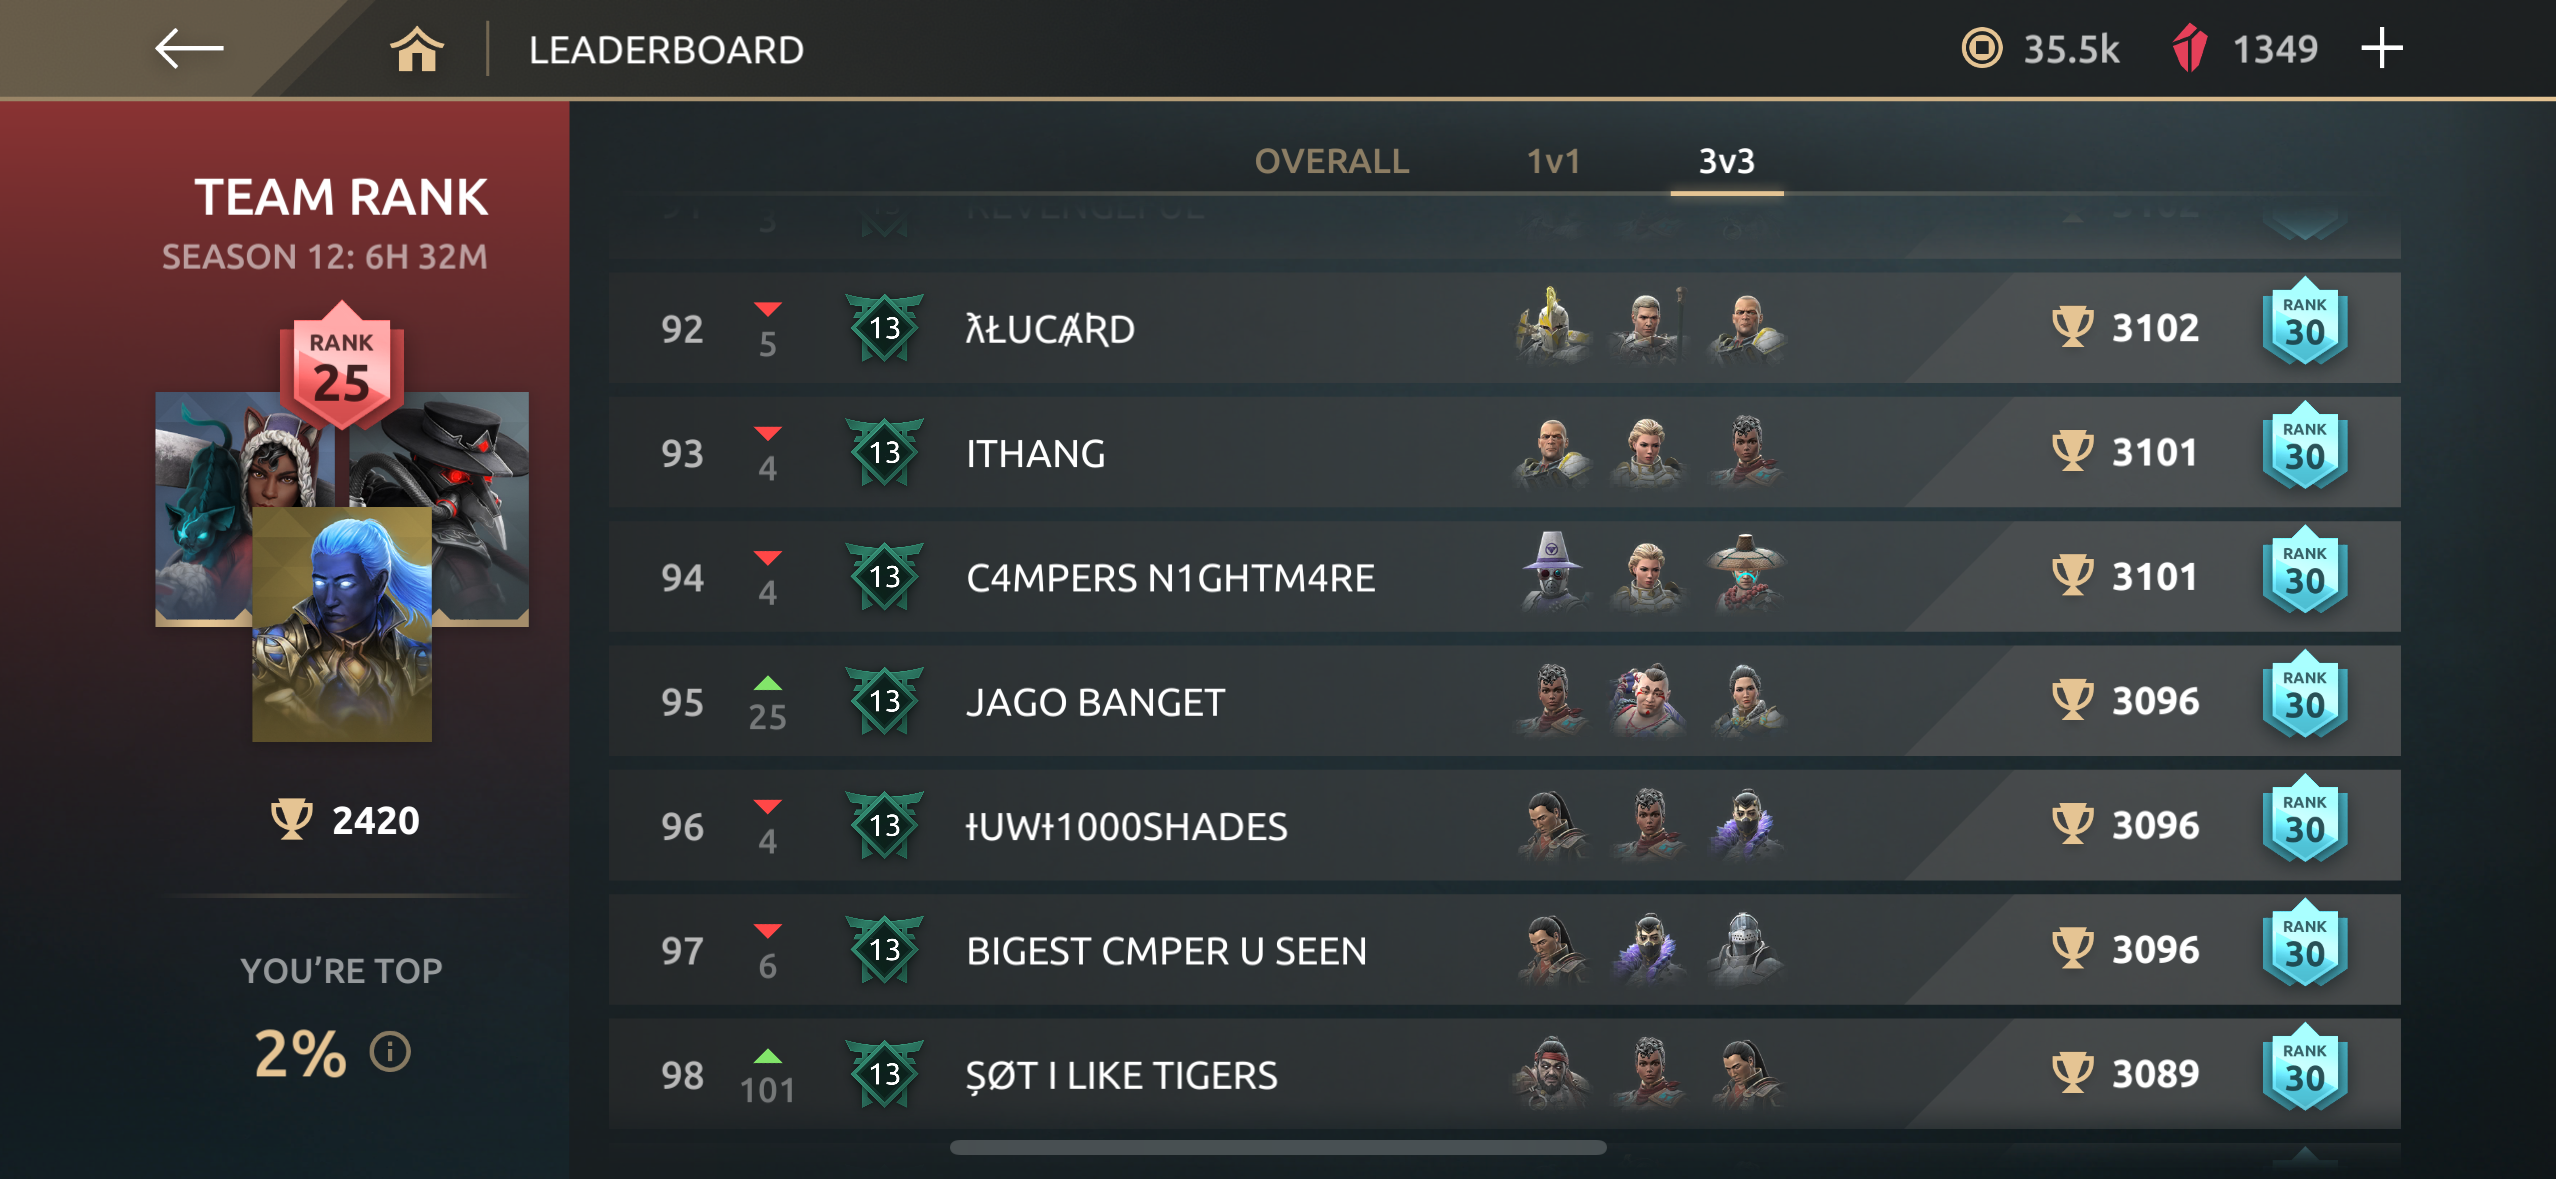 LEADERBOARD
35.5k
1349
TEAM RANK
SEASON 12: 6H 32M
RANK
25
2420
YOU'RE TOP
2%
OVERALL 1v1 3v3
92 5 13 ƛŁUCȺƦD 3102 RANK 30
93 4 13 ITHANG 3101 RANK 30
94 4 13 C4MPERS N1GHTM4RE 3101 RANK 30
95 25 13 JAGO BANGET 3096 RANK 30
96 4 13 ƗUWƗ1000SHADES 3096 RANK 30
97 6 13 BIGEST CMPER U SEEN 3096 RANK 30
98 101 13 ȘØT I LIKE TIGERS 3089 RANK 30